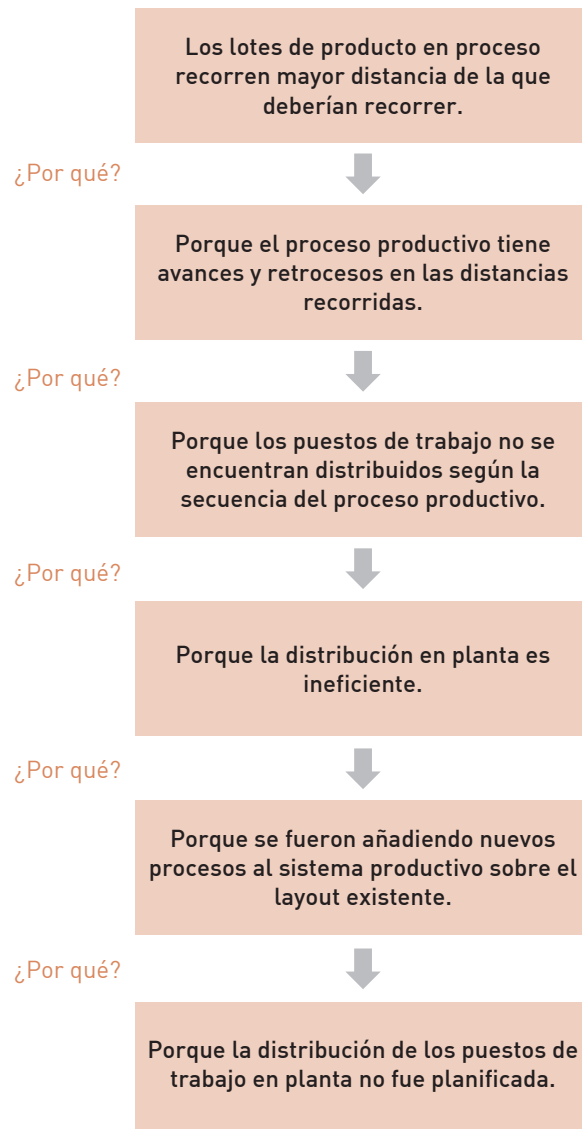 Los lotes de producto en proceso
recorren mayor distancia de la que
deberían recorrer.
¿Por qué?
Porque el proceso productivo tiene
avances y retrocesos en las distancias
recorridas.
¿Por qué?
Porque los puestos de trabajo no se
encuentran distribuidos según la
secuencia del proceso productivo.
¿Por qué?
Porque la distribución en planta es
ineficiente.
¿Por qué?
Porque se fueron añadiendo nuevos
procesos al sistema productivo sobre el
layout existente.
¿Por qué?
Porque la distribución de los puestos de
trabajo en planta no fue planificada.